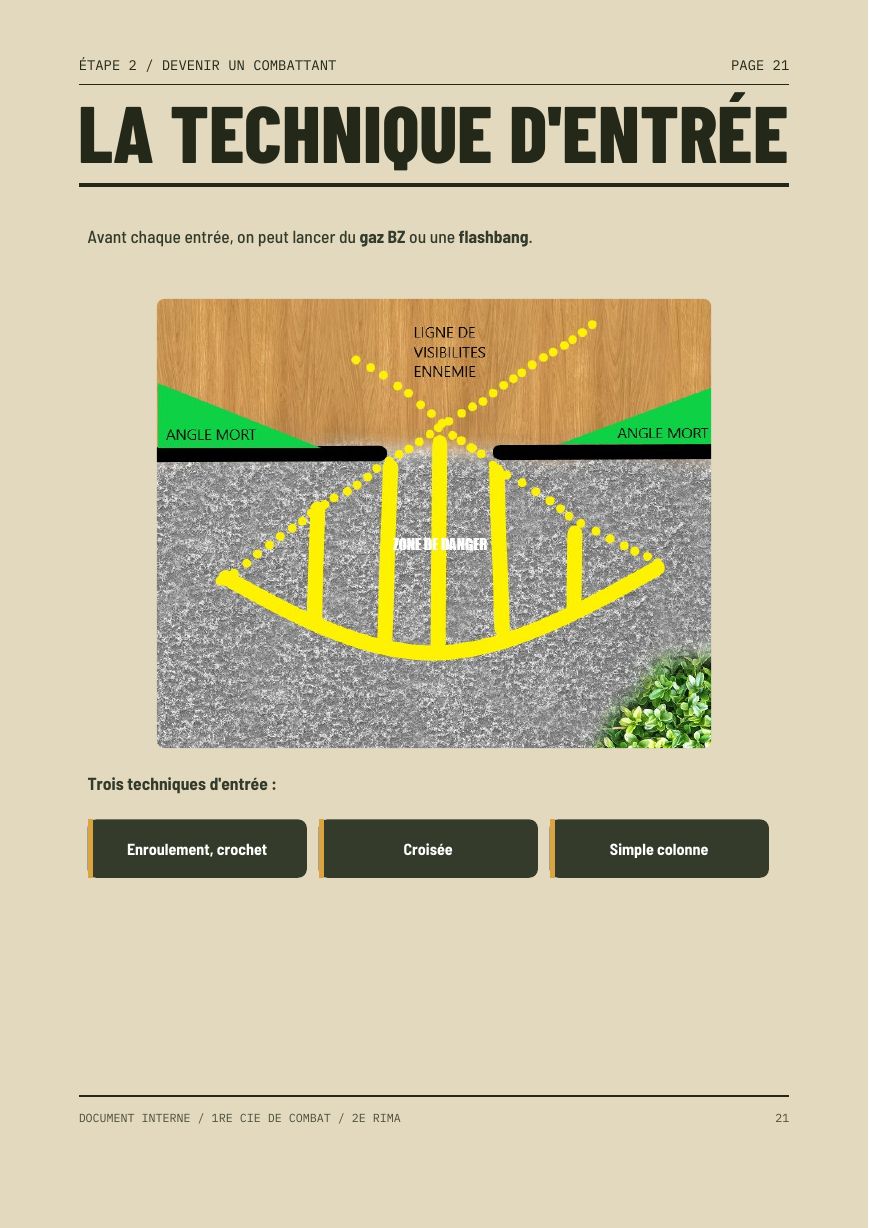 ÉTAPE 2 / DEVENIR UN COMBATTANT
PAGE 21
LA TECHNIQUE D'ENTRÉE
Avant chaque entrée, on peut lancer du gaz BZ ou une flashbang.
LIGNE DE
VISIBILITES
ENNEMIE
ANGLE MORT
ANGLE MORT
ZONE DE DANGER
Trois techniques d'entrée :
Enroulement, crochet
Croisée
Simple colonne
DOCUMENT INTERNE / 1RE CIE DE COMBAT / 2E RIMA
21